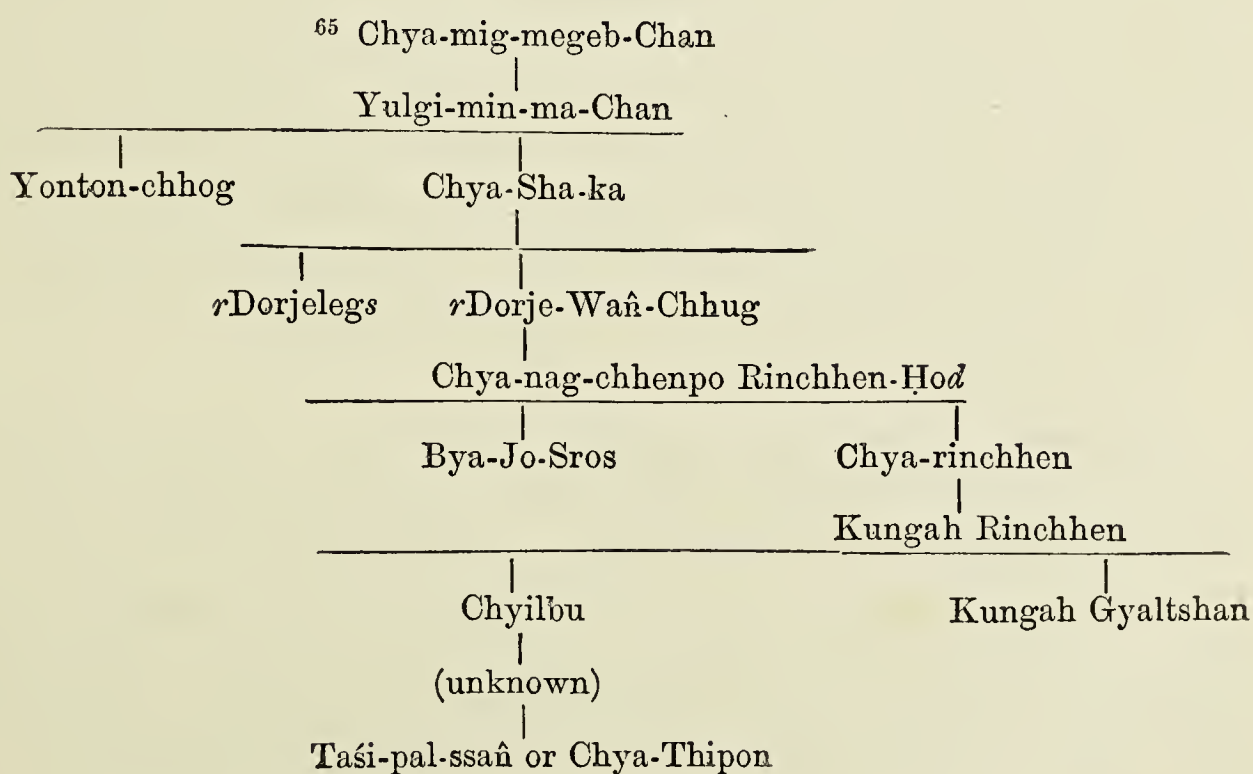 65 Chya-mig-megeb-Chan
Yulgi-min-ma-Chan
Yonton-chhog Chya-Sha-ka
rDorjelegs rDorje-Wan̂-Chhug
Chya-nag-chhenpo Rinchhen-Ḥod
Bya-Jo-Sros Chya-rinchhen
Kungah Rinchhen
Chyilbu Kungah Gyaltshan
(unknown)
Taśi-pal-ssan̂ or Chya-Thipon